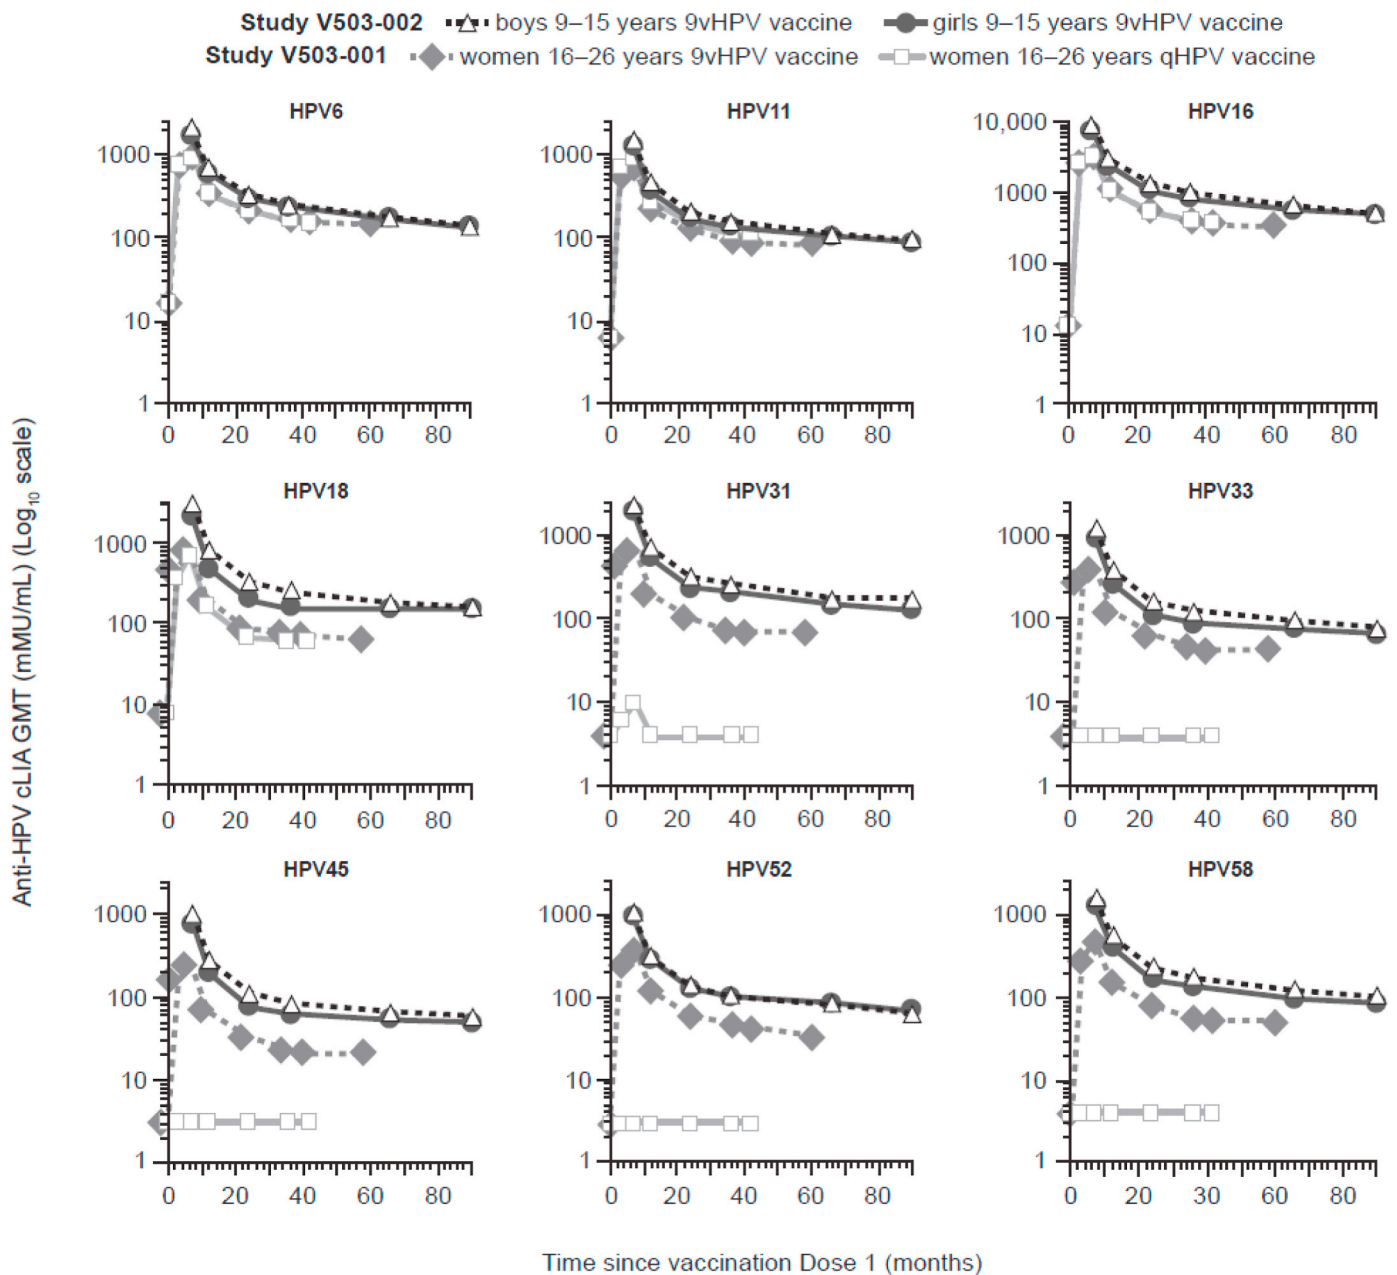 Study V503-002 boys 9–15 years 9vHPV vaccine girls 9–15 years 9vHPV vaccine
Study V503-001 women 16–26 years 9vHPV vaccine women 16–26 years qHPV vaccine
HPV6 HPV11 HPV16
1000 1000 10,000
100 100 1000
10 10 100
1 1 10
1
0 20 40 60 80 0 20 40 60 80 0 20 40 60 80
HPV18 HPV31 HPV33
1000 1000 1000
100 100 100
10 10 10
1 1 1
0 20 40 60 80 0 20 40 60 80 0 20 40 60 80
HPV45 HPV52 HPV58
1000 1000 1000
100 100 100
10 10 10
1 1 1
0 20 40 60 80 0 20 40 60 80 0 20 30 60 80
Anti-HPV cLIA GMT (mMU/mL) (Log₁₀ scale)
Time since vaccination Dose 1 (months)